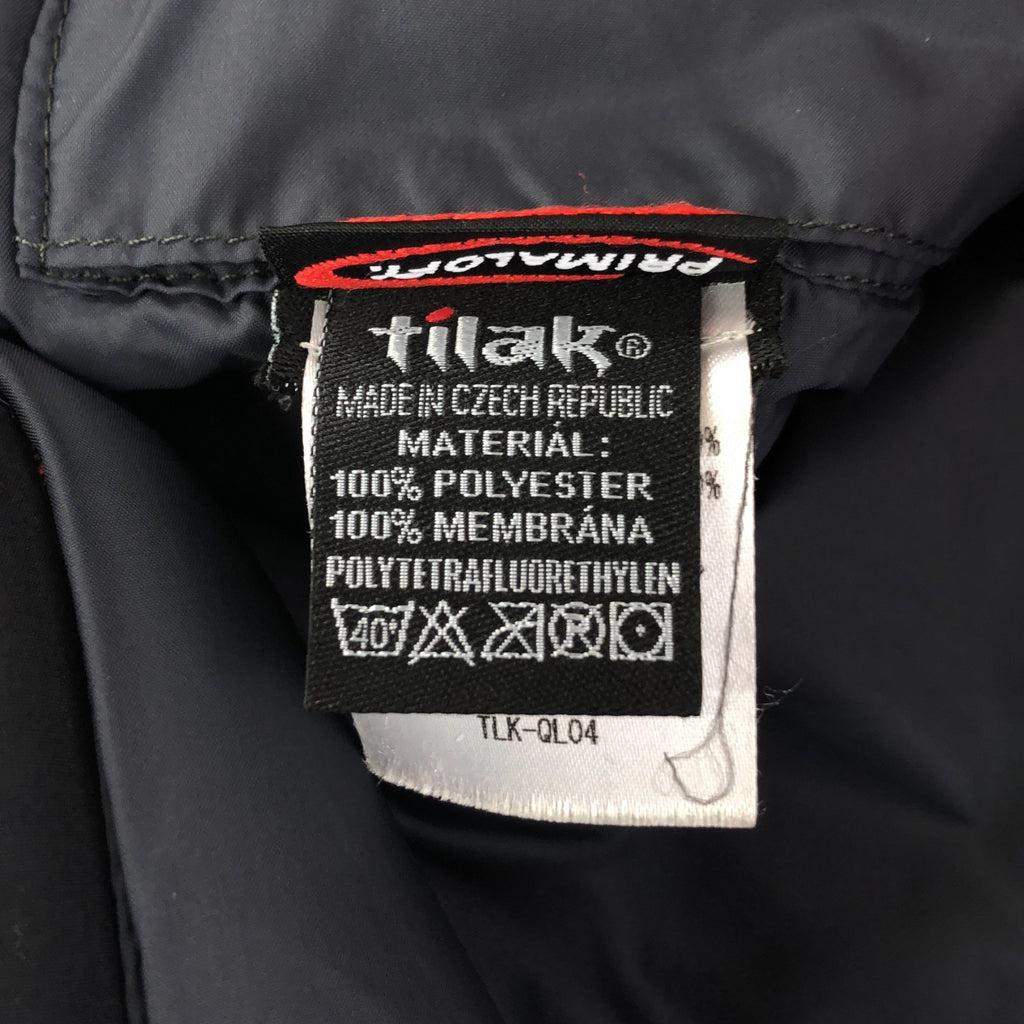 PRIMALOFT.
tilak®
MADE IN CZECH REPUBLIC
MATERIÁL:
100% POLYESTER
100% MEMBRÁNA
POLYTETRAFLUORETHYLEN
40°
%
%
TLK-QL04